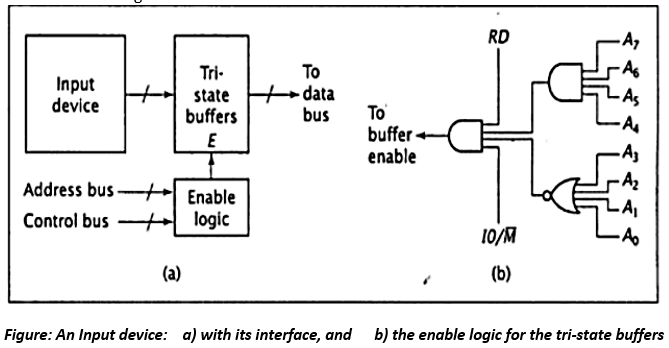 Input
device
Tri-
state
buffers
E
To
data
bus
Address bus
Control bus
Enable
logic
(a)
RD
To
buffer
enable
IO/M̅
A₇
A₆
A₅
A₄
A₃
A₂
A₁
A₀
(b)
Figure: An Input device: a) with its interface, and b) the enable logic for the tri-state buffers